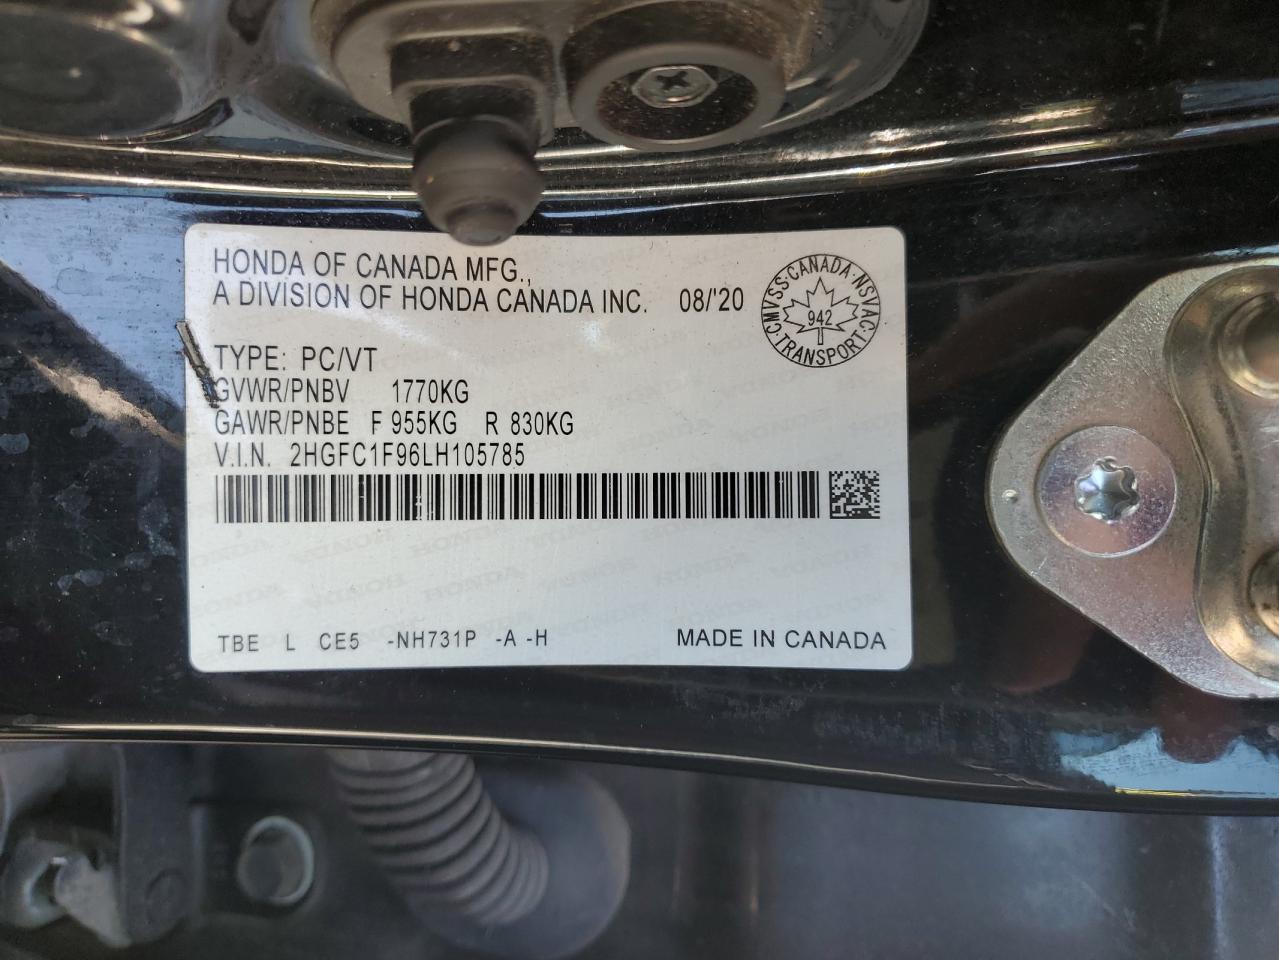 HONDA OF CANADA MFG.,
A DIVISION OF HONDA CANADA INC. 08/'20
CMVSS·CANADA·NSVAC·TRANSPORT·
942
TYPE: PC/VT
GVWR/PNBV 1770KG
GAWR/PNBE F 955KG R 830KG
V.I.N. 2HGFC1F96LH105785
TBE L CE5 -NH731P -A -H MADE IN CANADA